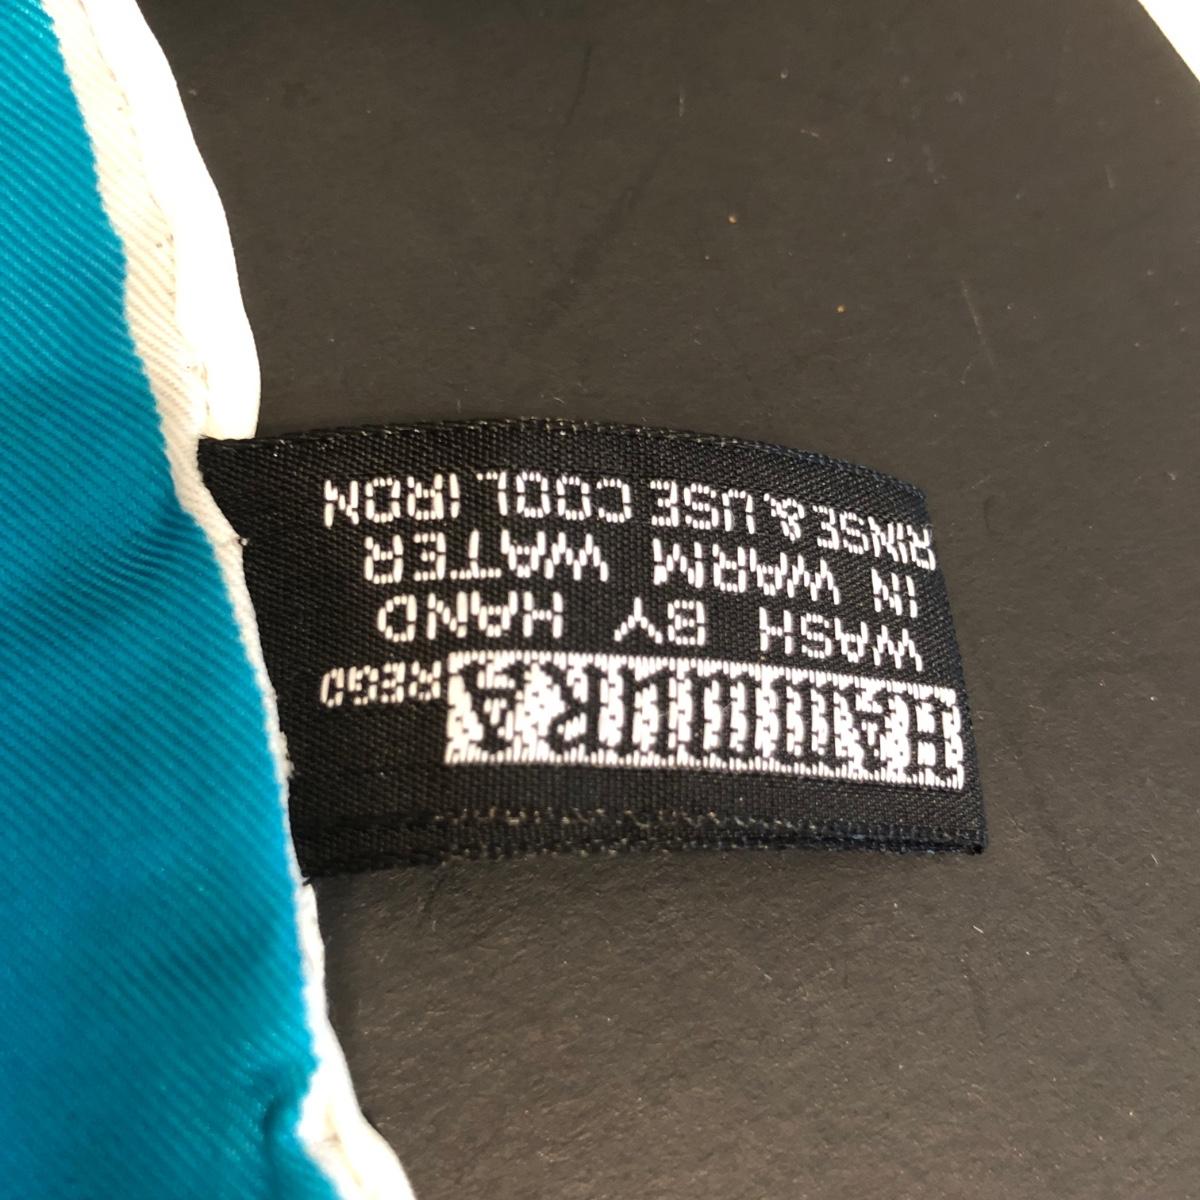 REGD
WASH BY HAND
IN WARM WATER
RINSE & USE COOL IRON